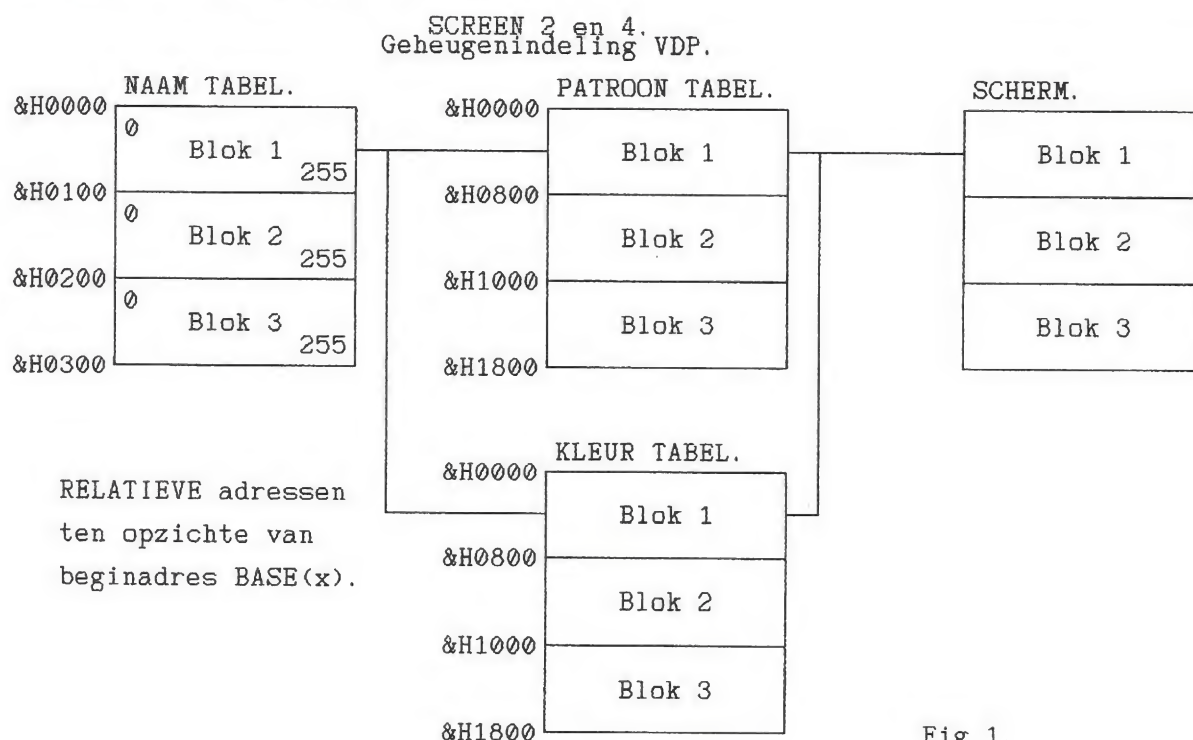 SCREEN 2 en 4.
Geheugenindeling VDP.
NAAM TABEL.
&H0000
0
Blok 1
255
&H0100
0
Blok 2
255
&H0200
0
Blok 3
255
&H0300
PATROON TABEL.
&H0000
Blok 1
&H0800
Blok 2
&H1000
Blok 3
&H1800
SCHERM.
Blok 1
Blok 2
Blok 3
KLEUR TABEL.
&H0000
Blok 1
&H0800
Blok 2
&H1000
Blok 3
&H1800
RELATIEVE adressen
ten opzichte van
beginadres BASE(x).
Fig 1